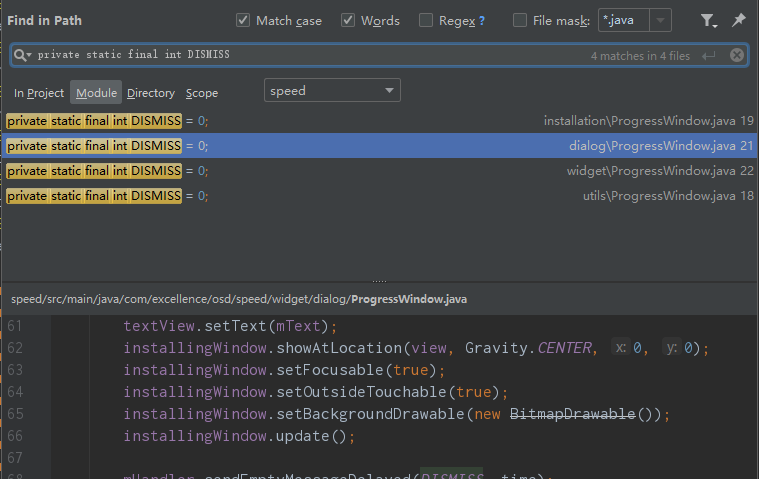 Find in Path Match case Words Regex ? File mask: *.java
private static final int DISMISS 4 matches in 4 files
In Project Module Directory Scope speed
private static final int DISMISS = 0; installation\ProgressWindow.java 19
private static final int DISMISS = 0; dialog\ProgressWindow.java 21
private static final int DISMISS = 0; widget\ProgressWindow.java 22
private static final int DISMISS = 0; utils\ProgressWindow.java 18
speed/src/main/java/com/excellence/osd/speed/widget/dialog/ProgressWindow.java
61 textView.setText(mText);
62 installingWindow.showAtLocation(view, Gravity.CENTER, x: 0, y: 0);
63 installingWindow.setFocusable(true);
64 installingWindow.setOutsideTouchable(true);
65 installingWindow.setBackgroundDrawable(new BitmapDrawable());
66 installingWindow.update();
67
68 mHandler.sendEmptyMessageDelayed(DISMISS, time);